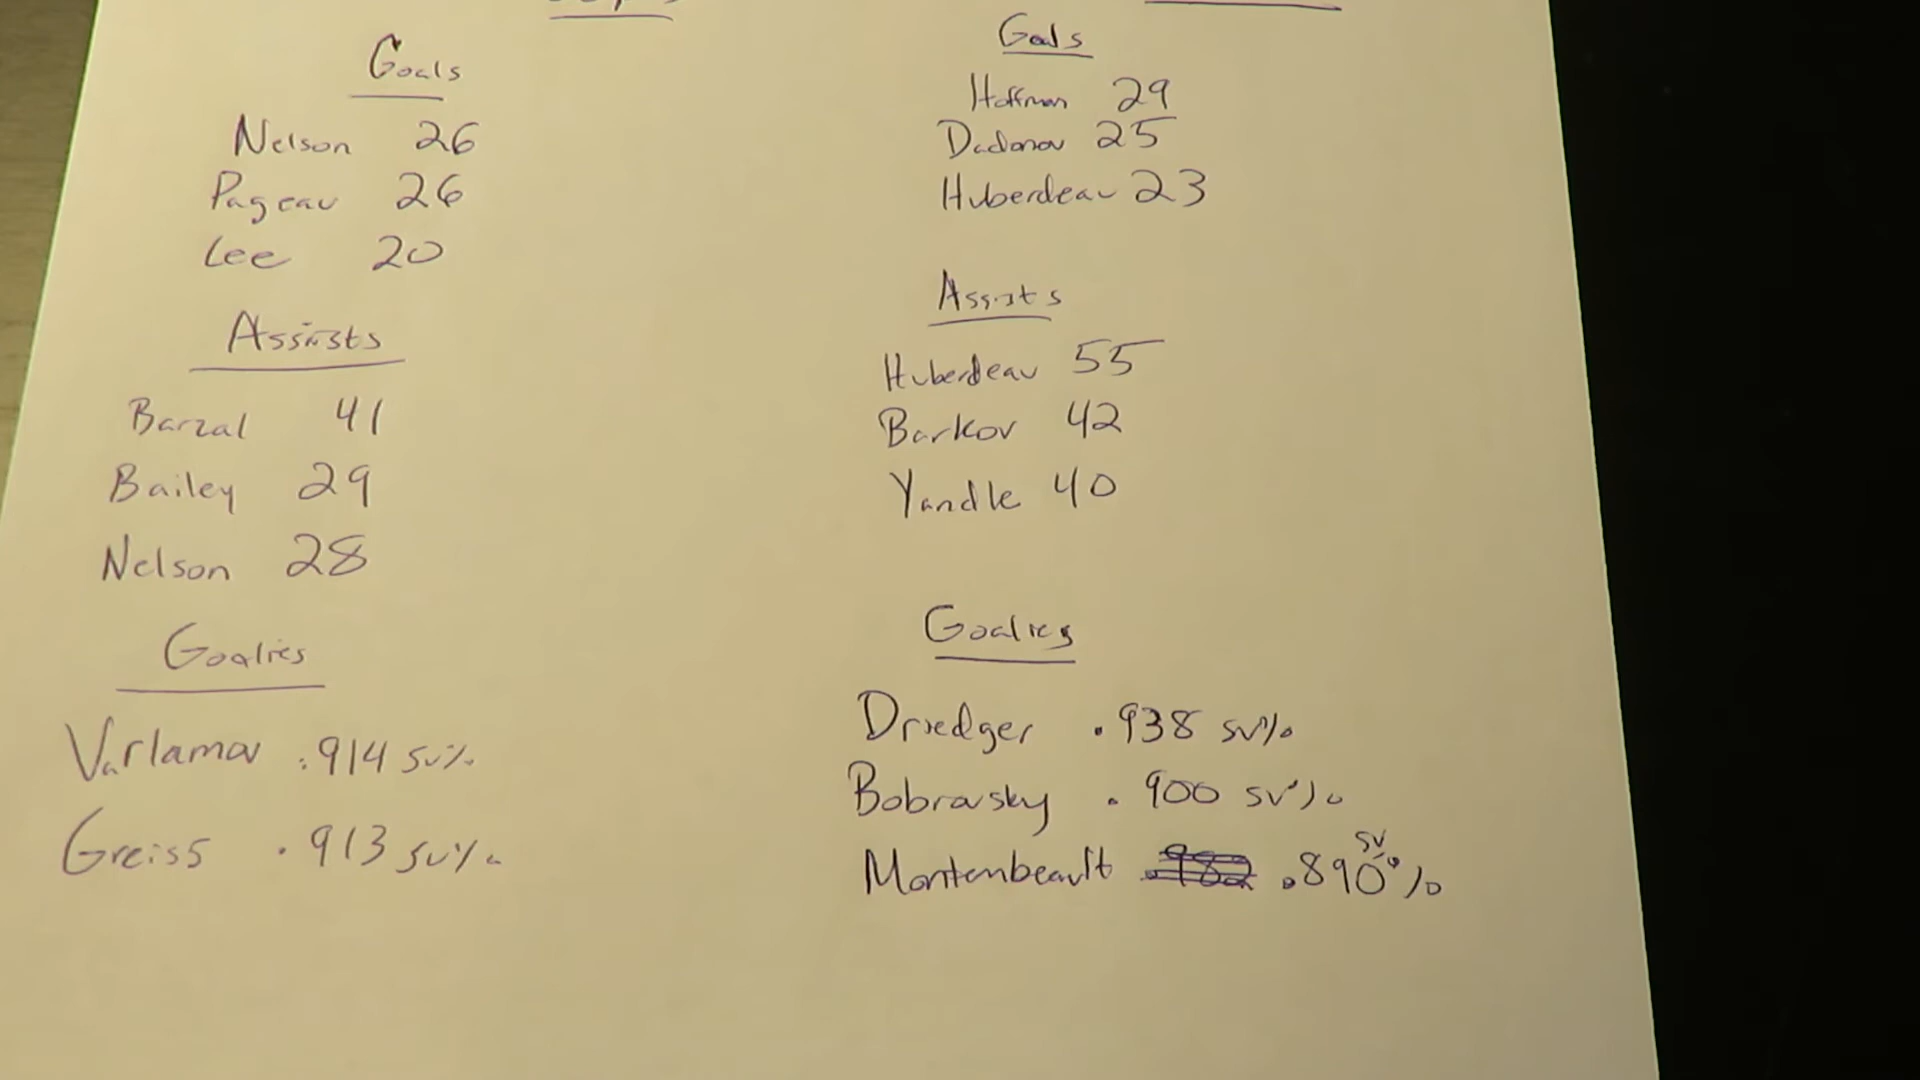 Goals
Nelson 26
Pageau 26
Lee 20
Assists
Barzal 41
Bailey 29
Nelson 28
Goalies
Varlamov .914 sv%
Greiss .913 sv%
Goals
Hoffman 29
Dadonov 25
Huberdeau 23
Assists
Huberdeau 55
Barkov 42
Yandle 40
Goalies
Driedger .938 sv%
Bobrovsky .900 sv%
Montembeault .982 .890 sv%